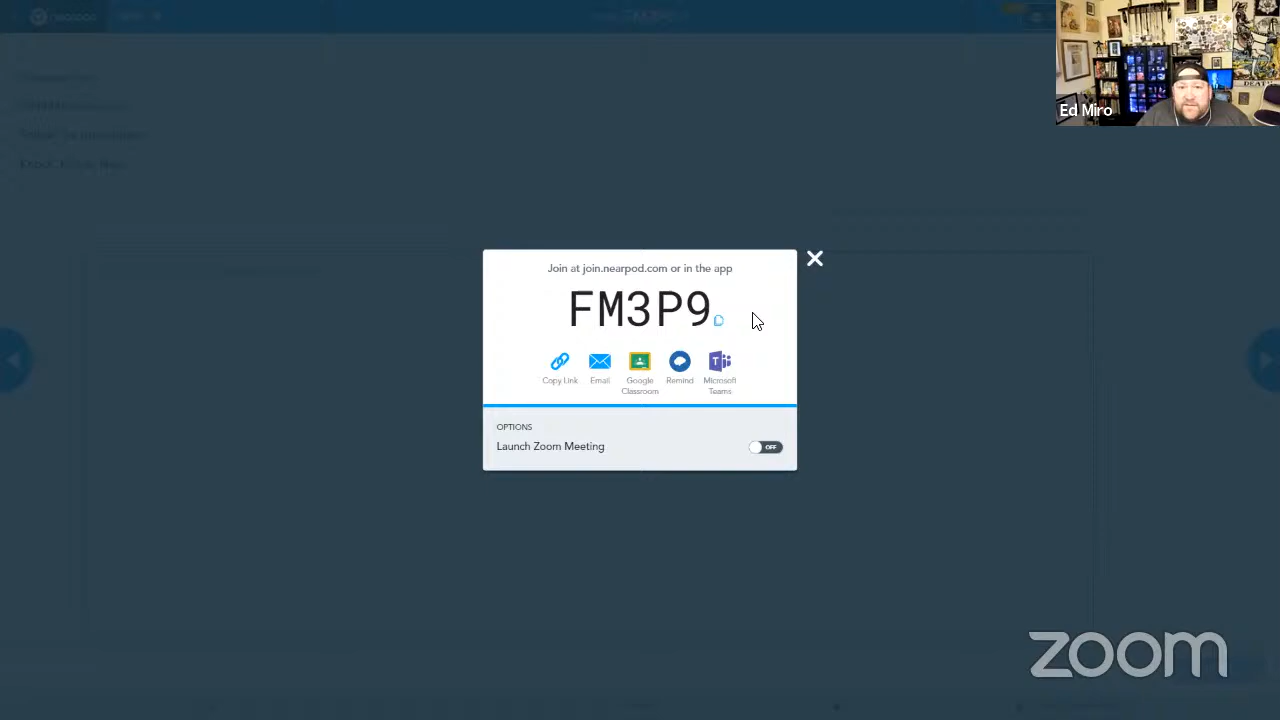 Ed Miro
Join at join.nearpod.com or in the app
FM3P9
Copy Link
Email
Google
Classroom
Remind
Microsoft
Teams
OPTIONS
Launch Zoom Meeting
OFF
zoom